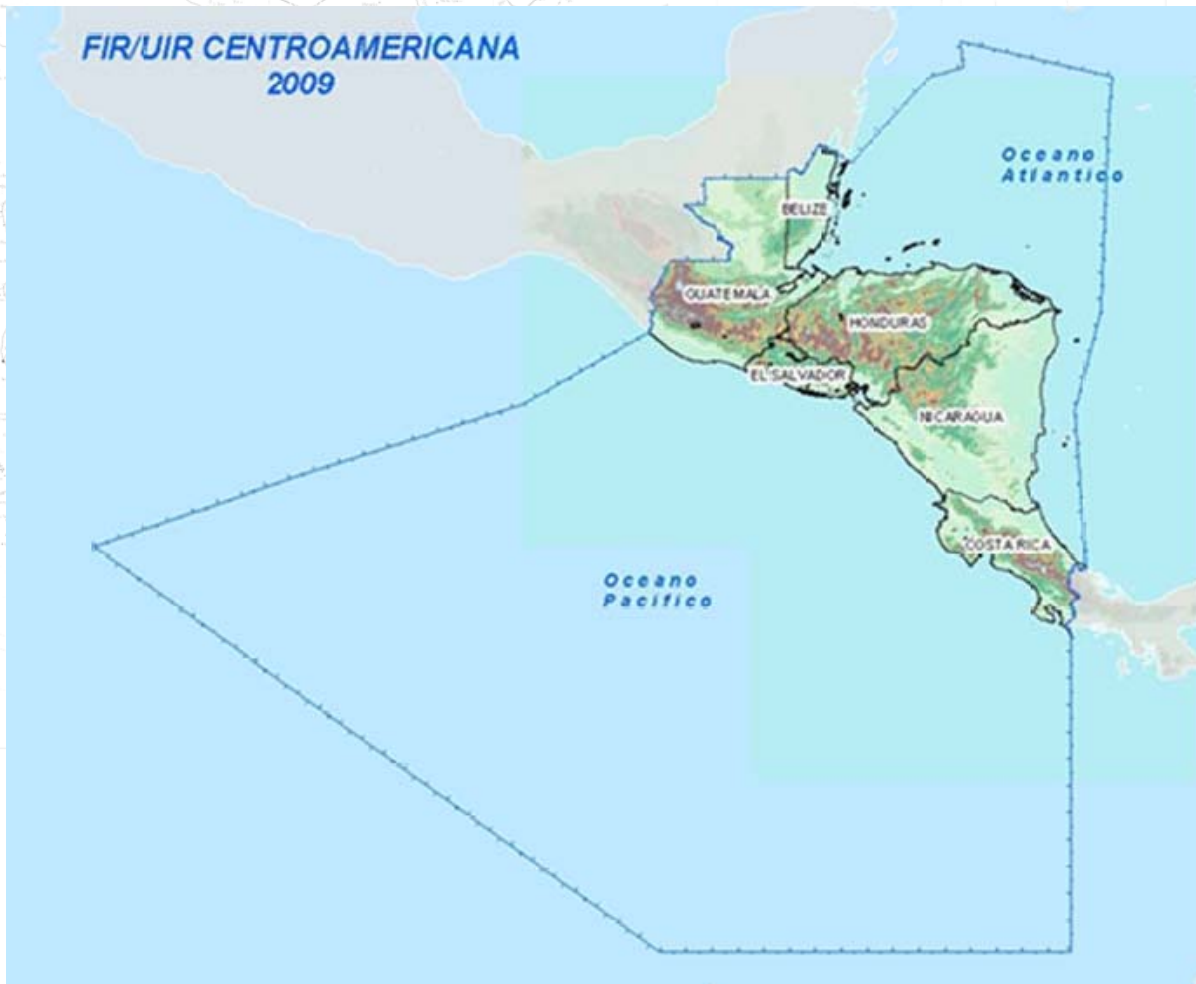 FIR/UIR CENTROAMERICANA
2009
Oceano
Atlantico
BELIZE
GUATEMALA
HONDURAS
EL SALVADOR
NICARAGUA
COSTA RICA
Oceano
Pacifico